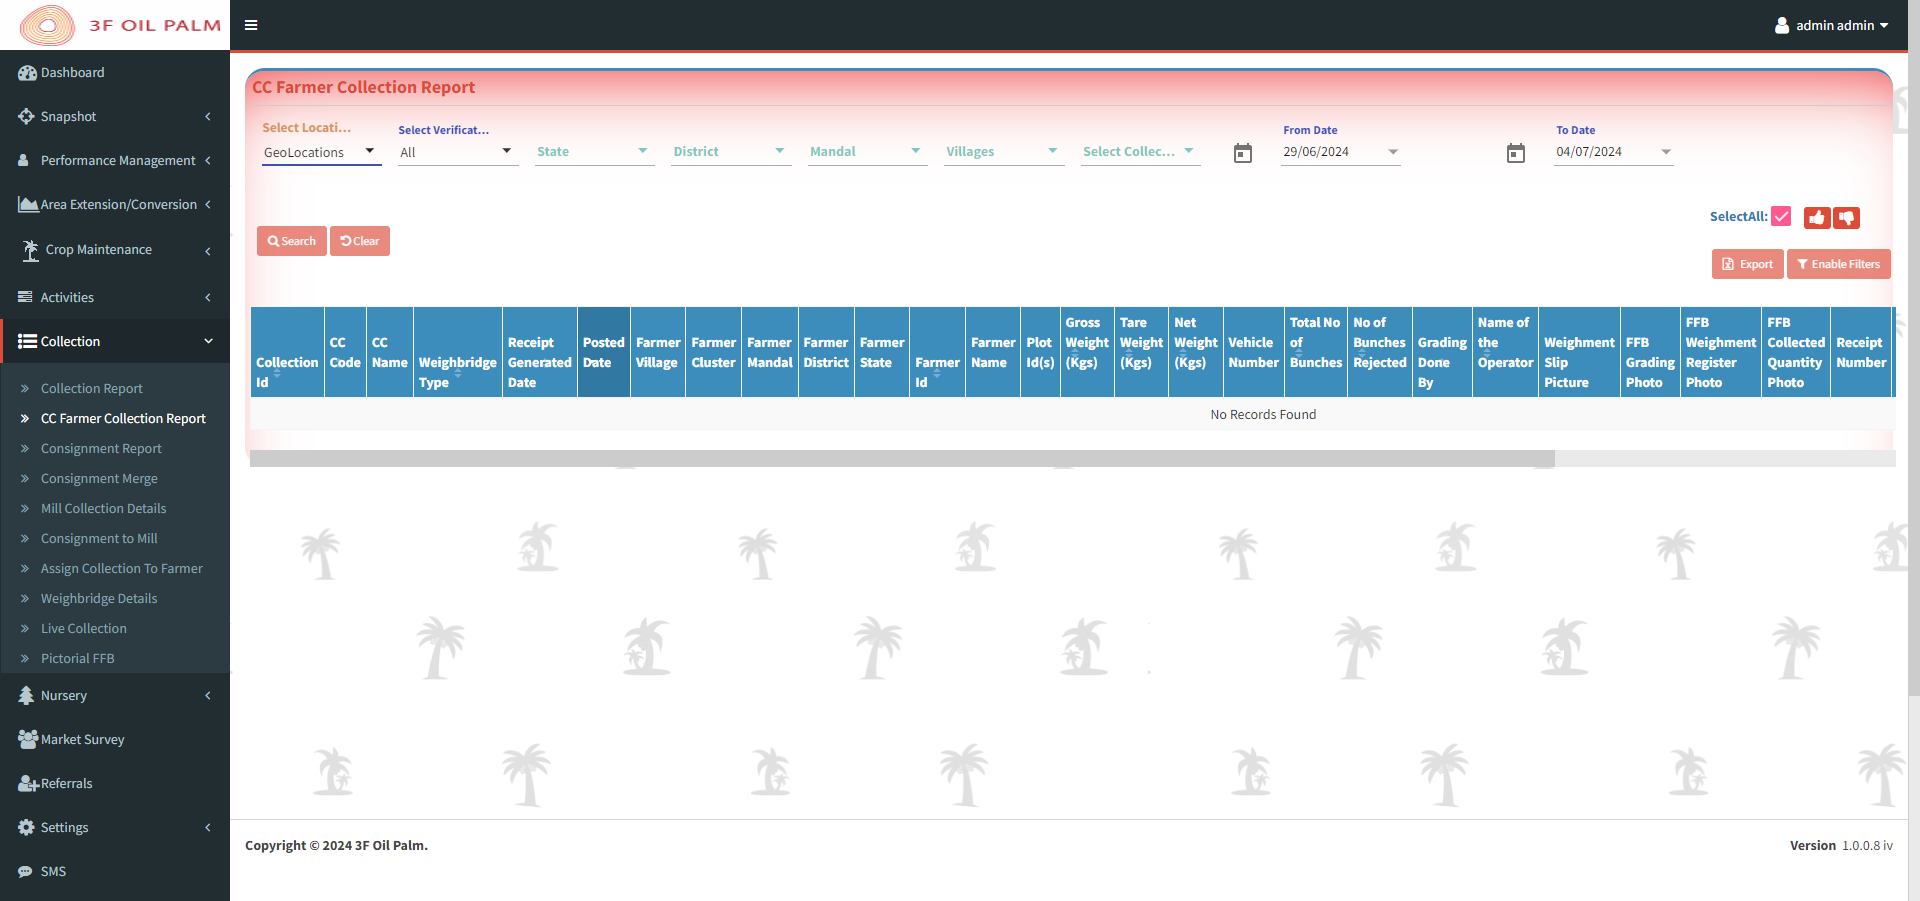 3F OIL PALM
admin admin
Dashboard
Snapshot
Performance Management
Area Extension/Conversion
Crop Maintenance
Activities
Collection
Collection Report
CC Farmer Collection Report
Consignment Report
Consignment Merge
Mill Collection Details
Consignment to Mill
Assign Collection To Farmer
Weighbridge Details
Live Collection
Pictorial FFB
Nursery
Market Survey
Referrals
Settings
SMS
CC Farmer Collection Report
Select Locati...
GeoLocations
Select Verificat...
All
State
District
Mandal
Villages
Select Collec...
From Date
29/06/2024
To Date
04/07/2024
SelectAll:
Search
Clear
Export
Enable Filters
Collection
Id
CC
Code
CC
Name
Weighbridge
Type
Receipt
Generated
Date
Posted
Date
Farmer
Village
Farmer
Cluster
Farmer
Mandal
Farmer
District
Farmer
State
Farmer
Id
Farmer
Name
Plot
Id(s)
Gross
Weight
(Kgs)
Tare
Weight
(Kgs)
Net
Weight
(Kgs)
Vehicle
Number
Total No
of
Bunches
No of
Bunches
Rejected
Grading
Done
By
Name of
the
Operator
Weighment
Slip
Picture
FFB
Grading
Photo
FFB
Weighment
Register
Photo
FFB
Collected
Quantity
Photo
Receipt
Number
No Records Found
Copyright © 2024 3F Oil Palm.
Version 1.0.0.8 iv